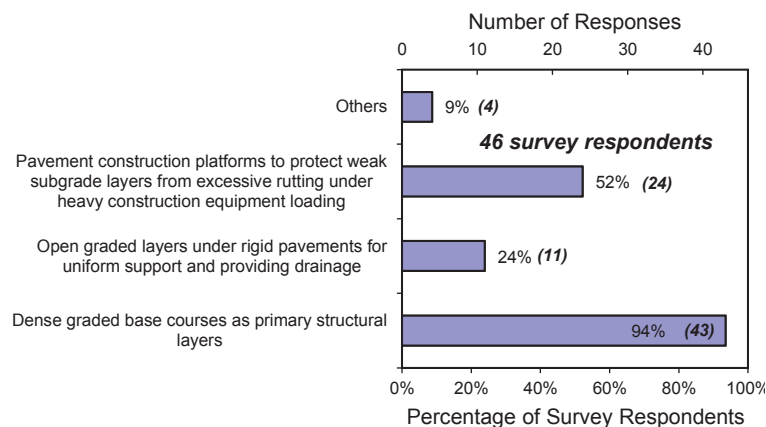 Number of Responses
0 10 20 30 40
Others
9% (4)
46 survey respondents
Pavement construction platforms to protect weak
subgrade layers from excessive rutting under
heavy construction equipment loading
52% (24)
Open graded layers under rigid pavements for
uniform support and providing drainage
24% (11)
Dense graded base courses as primary structural
layers
94% (43)
0% 20% 40% 60% 80% 100%
Percentage of Survey Respondents